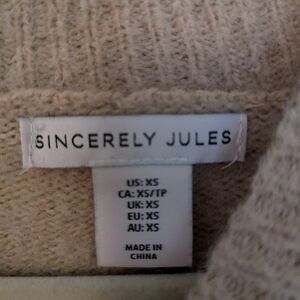 SINCERELY JULES
US: XS
CA: XS/TP
UK: XS
EU: XS
AU: XS
MADE IN
CHINA